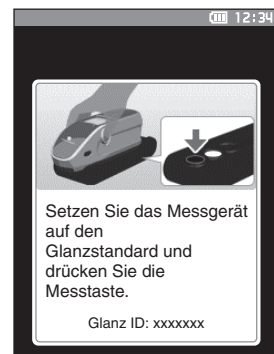 12:34
Setzen Sie das Messgerät
auf den
Glanzstandard und
drücken Sie die
Messtaste.
Glanz ID: xxxxxxx